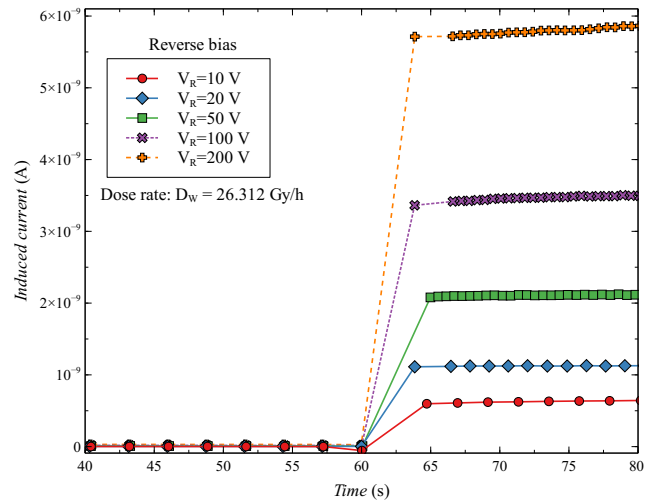 6×10⁻⁹
5×10⁻⁹
4×10⁻⁹
3×10⁻⁹
2×10⁻⁹
10⁻⁹
0
Induced current (A)
Reverse bias
V_R=10 V
V_R=20 V
V_R=50 V
V_R=100 V
V_R=200 V
Dose rate: D_W = 26.312 Gy/h
40 45 50 55 60 65 70 75 80
Time (s)